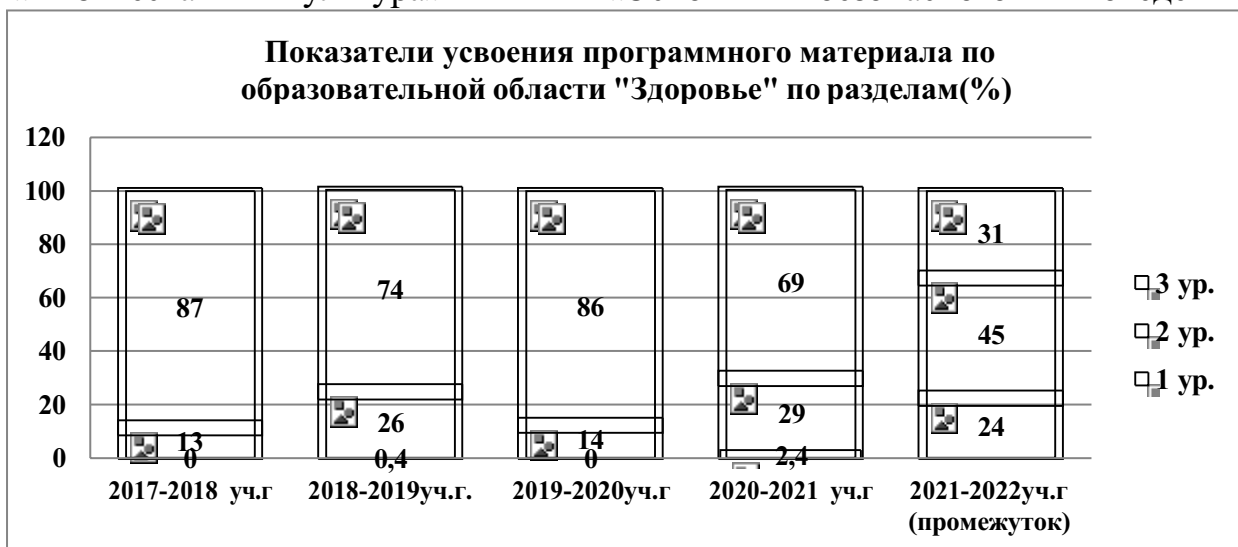 Показатели усвоения программного материала по
образовательной области "Здоровье" по разделам(%)
120
100
80
60
40
20
0
87
13
0
74
26
0,4
86
14
0
69
29
2,4
31
45
24
3 ур.
2 ур.
1 ур.
2017-2018 уч.г
2018-2019уч.г.
2019-2020уч.г
2020-2021 уч.г
2021-2022уч.г
(промежуток)